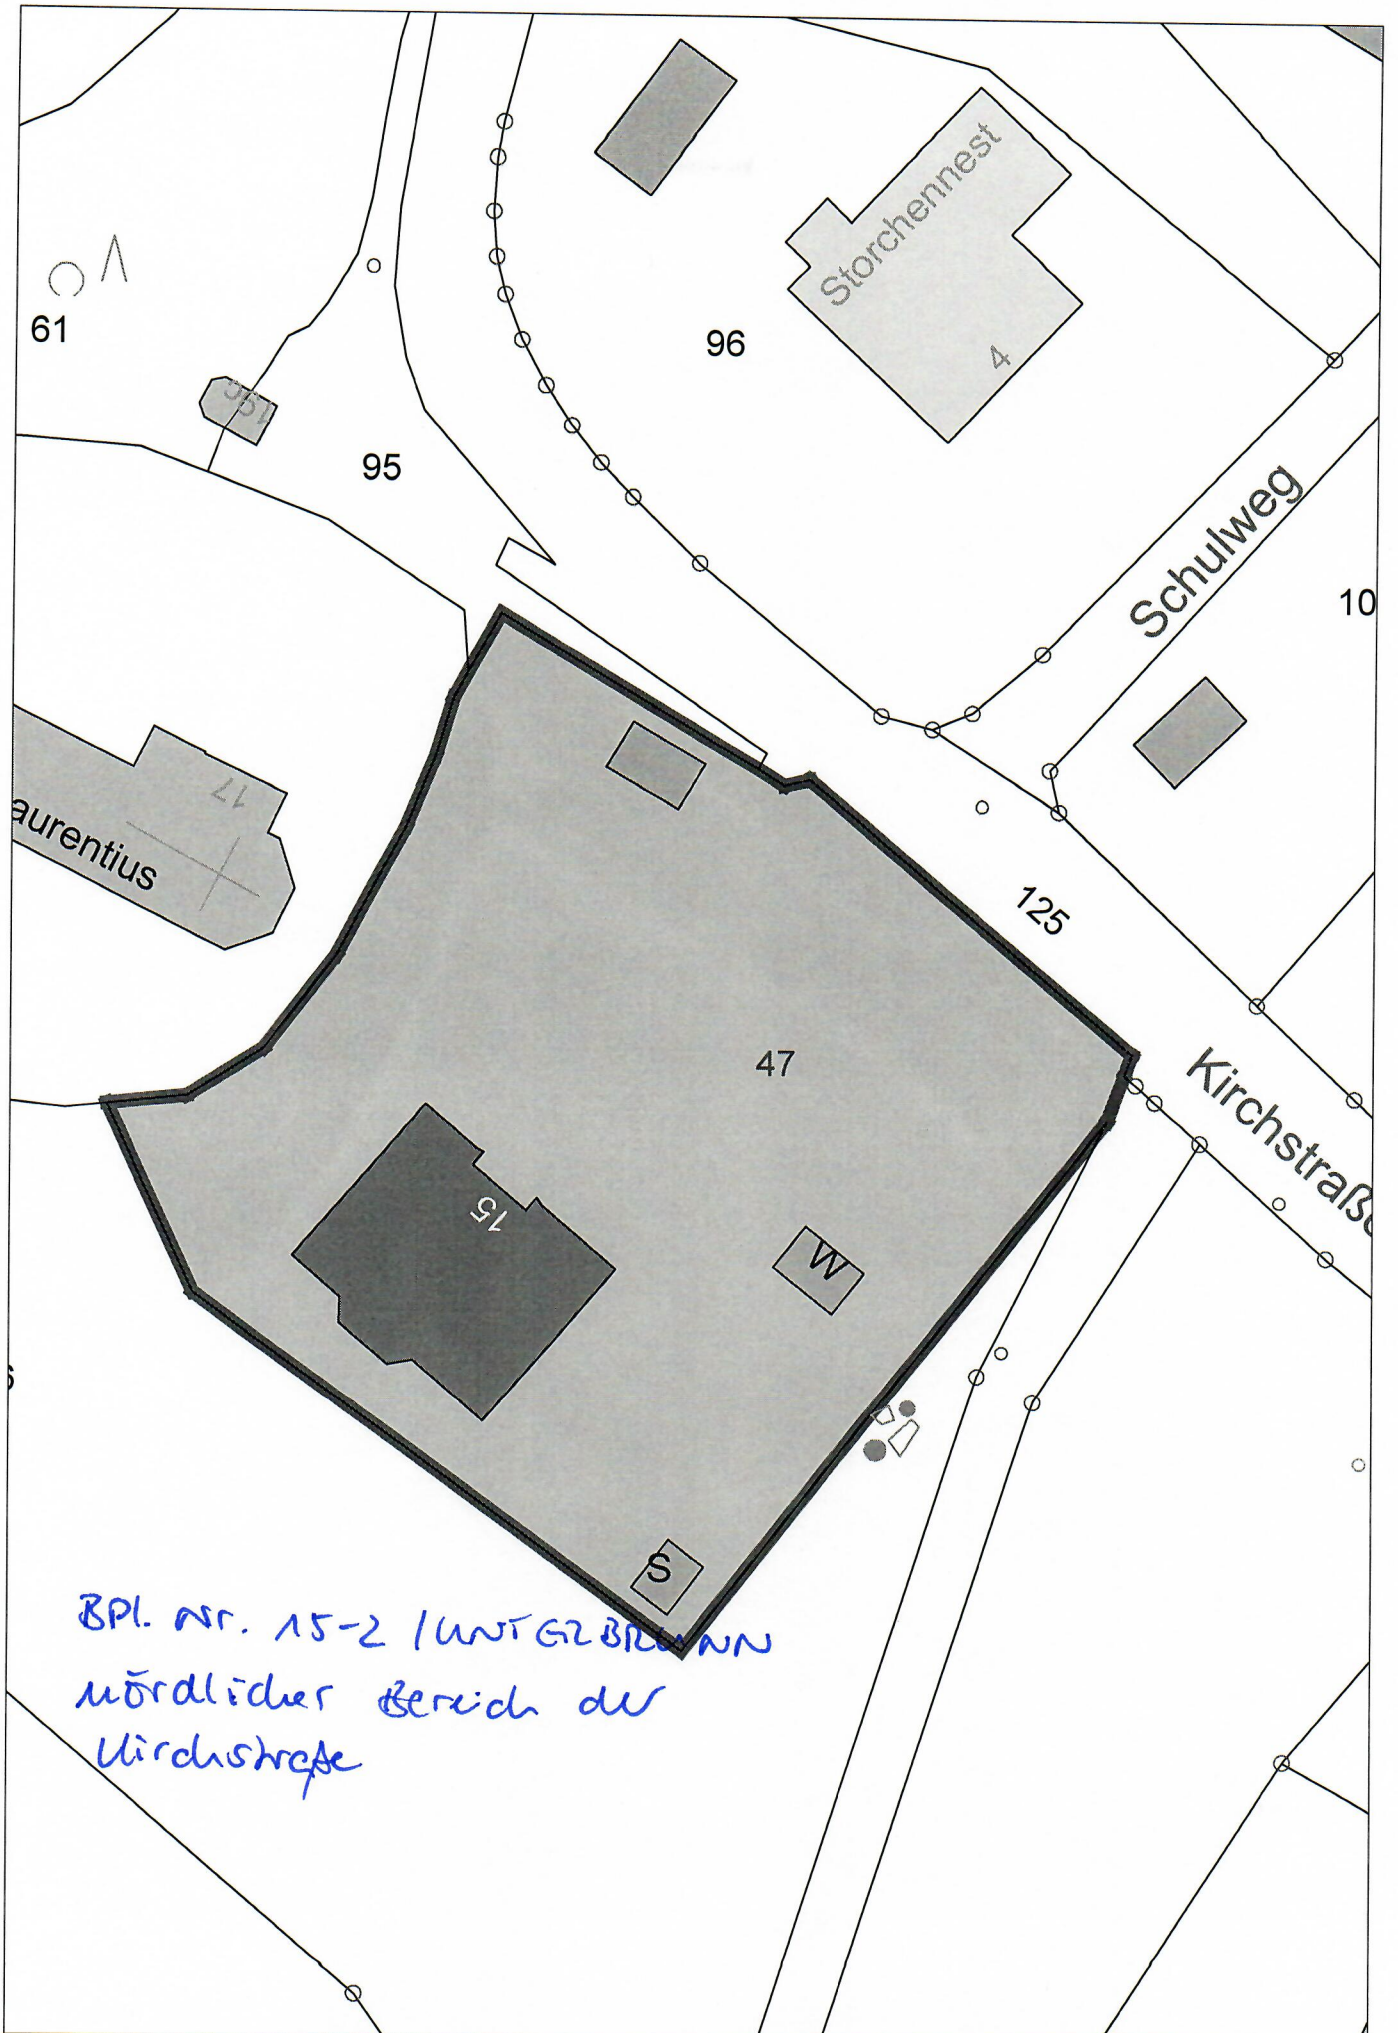 Storchennest
4
61
96
19c
95
Schulweg
10
17
aurentius
125
47
Kirchstraße
15
W
S
BPl. Nr. 15-2 / UNTERBRUNN
nördlicher Bereich der
Kirchstraße